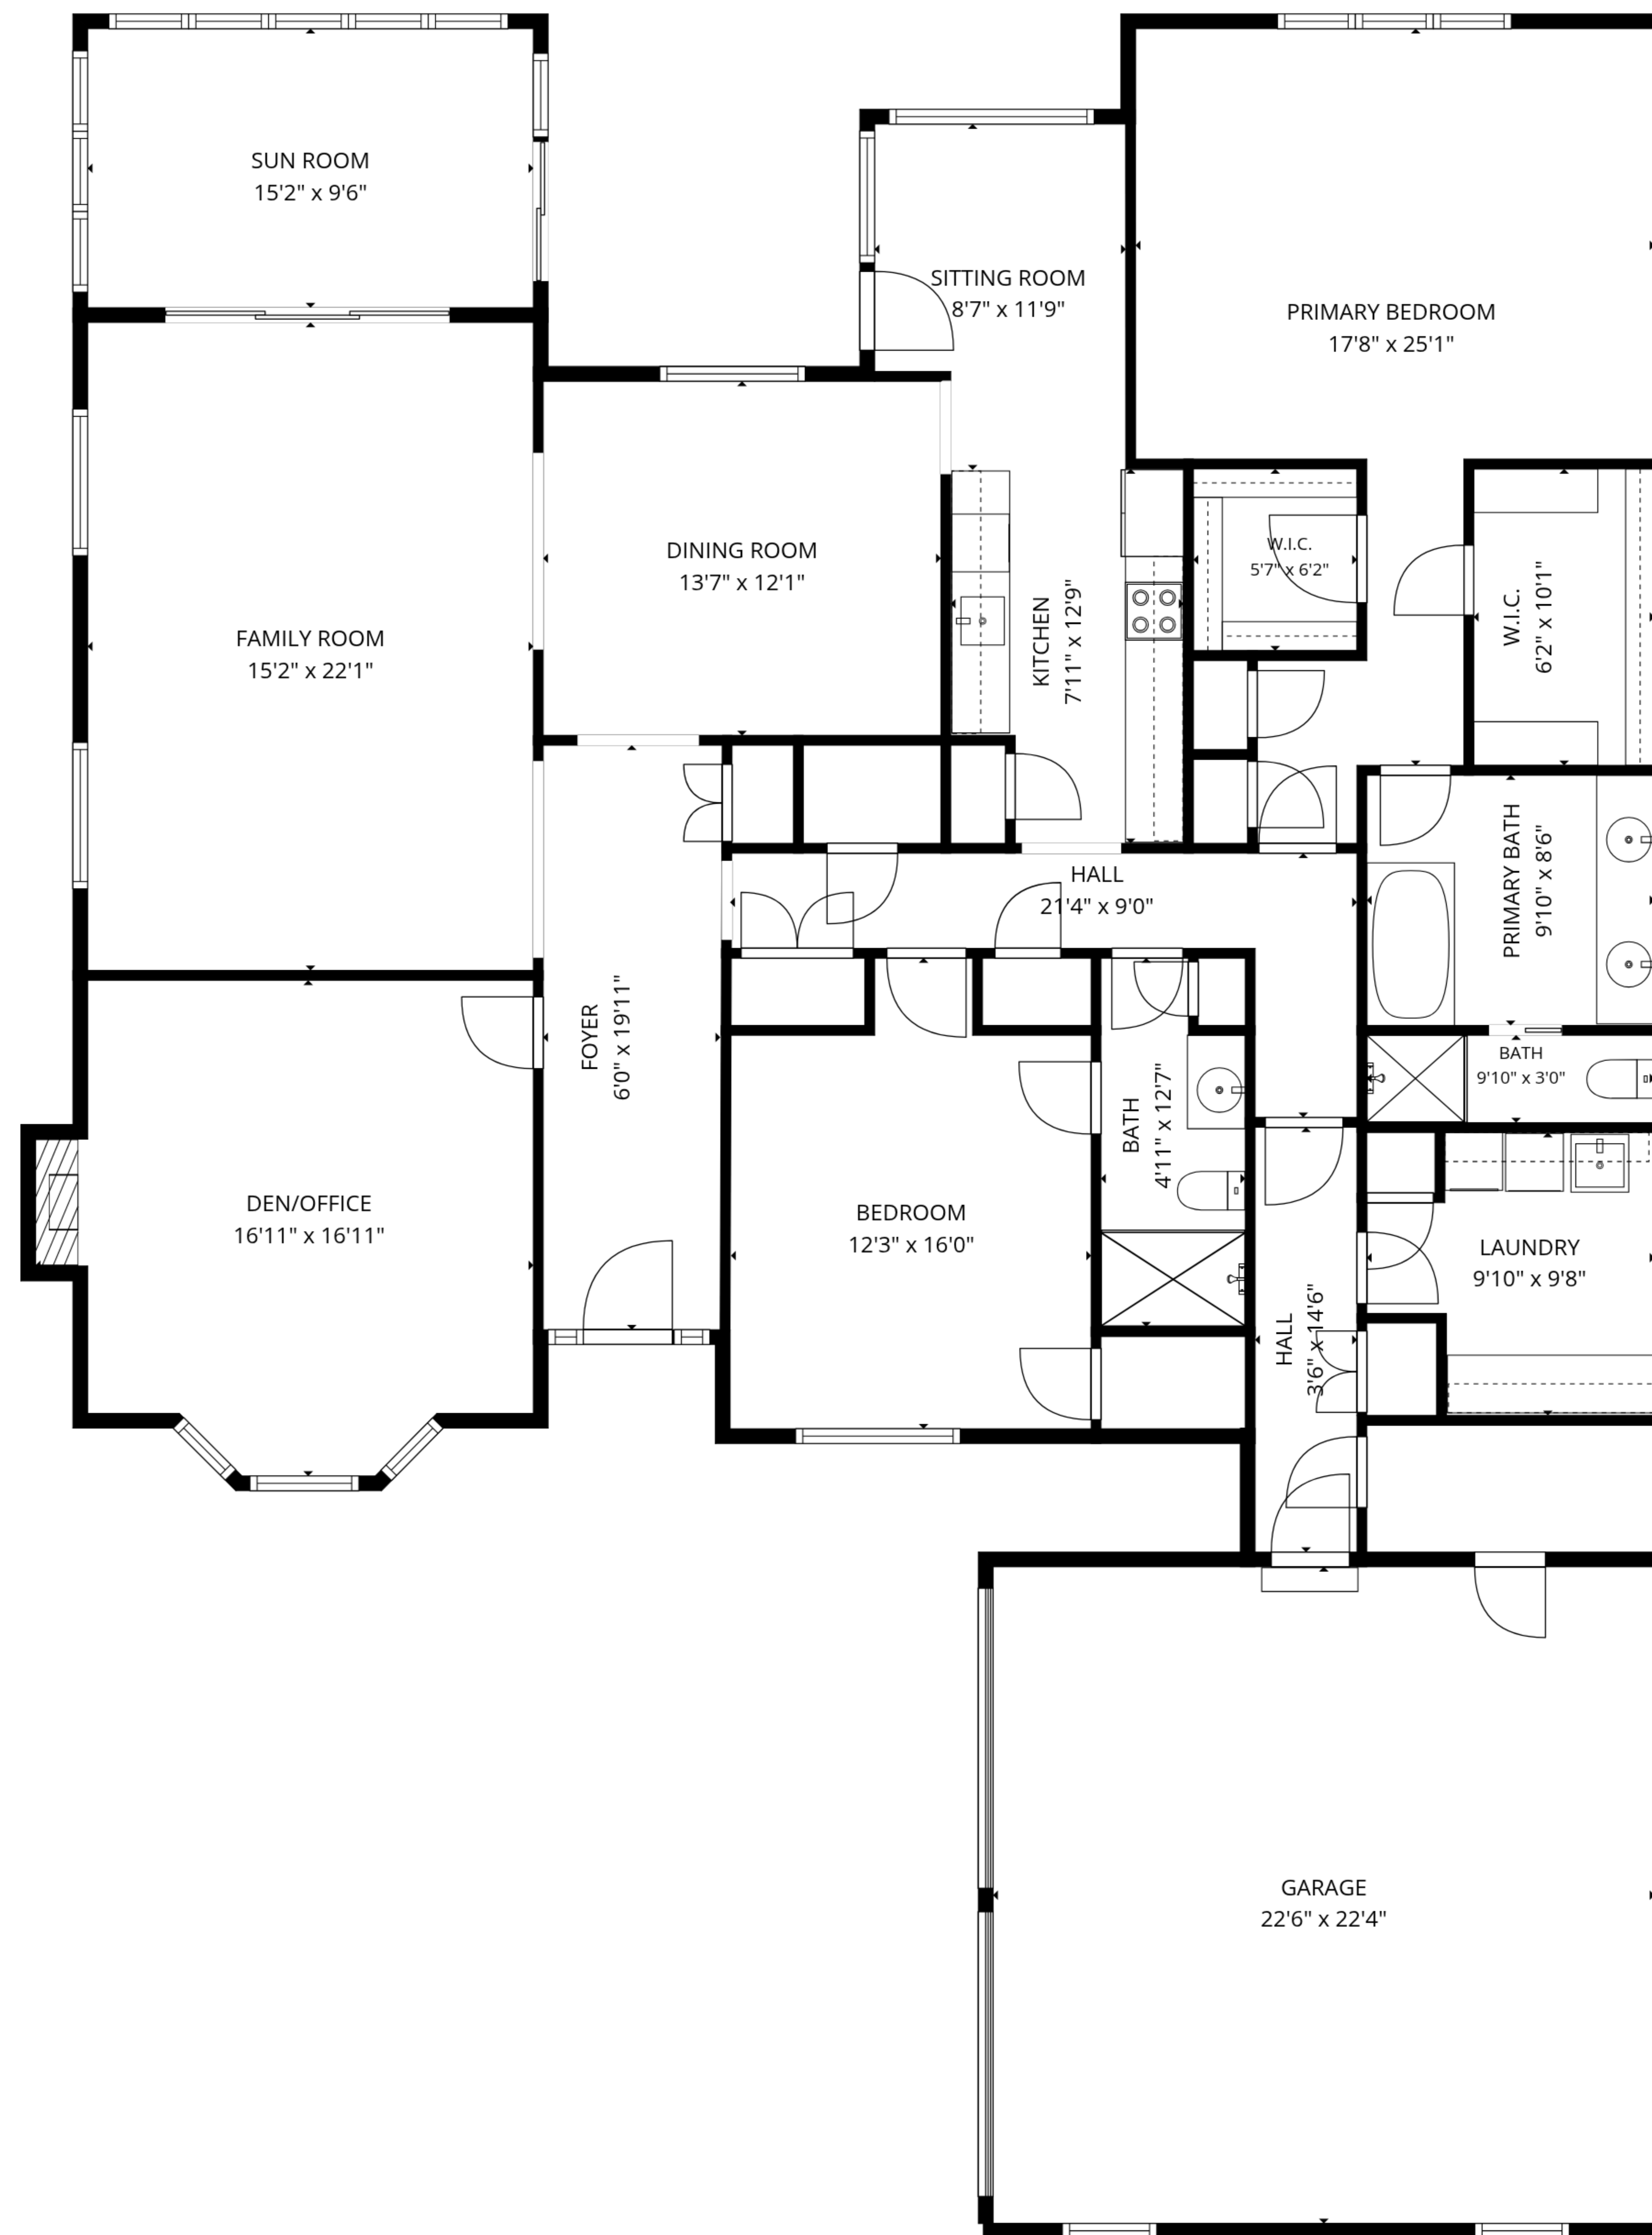 SUN ROOM
15'2" x 9'6"
SITTING ROOM
8'7" x 11'9"
PRIMARY BEDROOM
17'8" x 25'1"
DINING ROOM
13'7" x 12'1"
W.I.C.
5'7" x 6'2"
W.I.C.
6'2" x 10'1"
KITCHEN
7'11" x 12'9"
FAMILY ROOM
15'2" x 22'1"
HALL
21'4" x 9'0"
PRIMARY BATH
9'10" x 8'6"
FOYER
6'0" x 19'11"
BATH
9'10" x 3'0"
BATH
4'11" x 12'7"
DEN/OFFICE
16'11" x 16'11"
BEDROOM
12'3" x 16'0"
LAUNDRY
9'10" x 9'8"
HALL
3'6" x 14'6"
GARAGE
22'6" x 22'4"